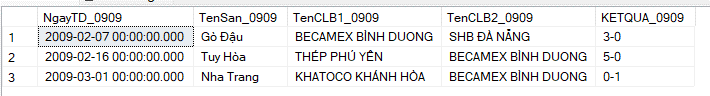 NgayTD_0909 TenSan_0909 TenCLB1_0909 TenCLB2_0909 KETQUA_0909
1 2009-02-07 00:00:00.000 Gò Đậu BECAMEX BÌNH DUONG SHB ĐÀ NẴNG 3-0
2 2009-02-16 00:00:00.000 Tuy Hòa THÉP PHÚ YÊN BECAMEX BÌNH DUONG 5-0
3 2009-03-01 00:00:00.000 Nha Trang KHATOCO KHÁNH HÒA BECAMEX BÌNH DUONG 0-1